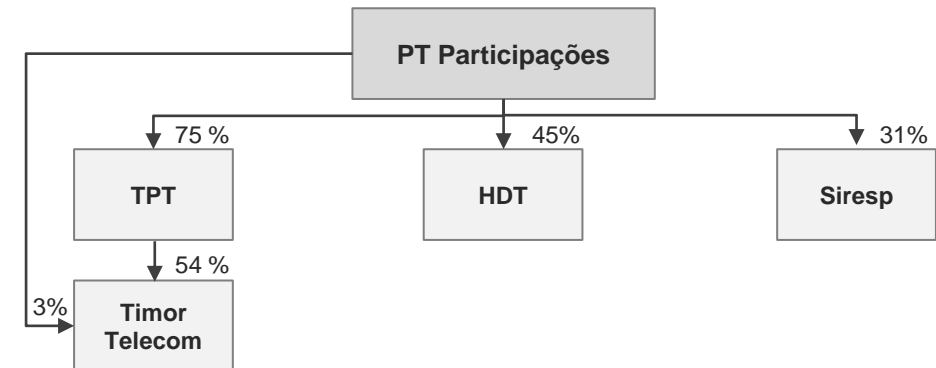 PT Participações
75 %
45%
31%
TPT
HDT
Siresp
54 %
3%
Timor
Telecom